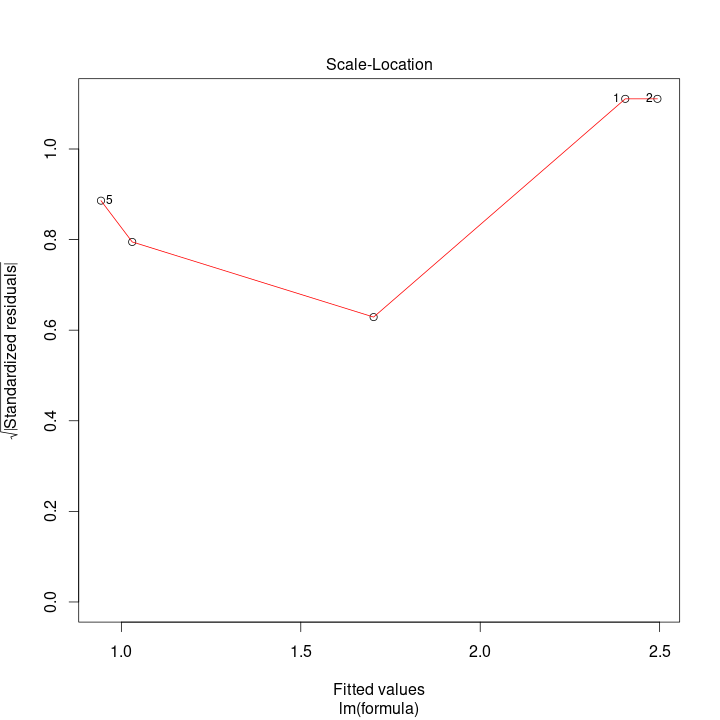 Scale-Location
√|Standardized residuals|
1.0
0.8
0.6
0.4
0.2
0.0
5
1
2
1.0 1.5 2.0 2.5
Fitted values
lm(formula)